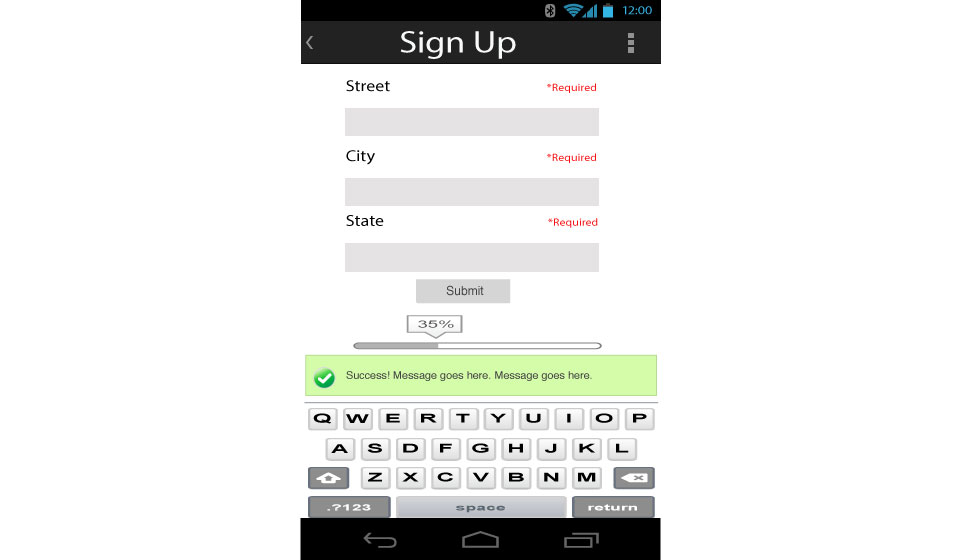 12:00
Sign Up
Street *Required
City *Required
State *Required
Submit
35%
Success! Message goes here. Message goes here.
Q W E R T Y U I O P
A S D F G H J K L
Z X C V B N M
.?123 space return